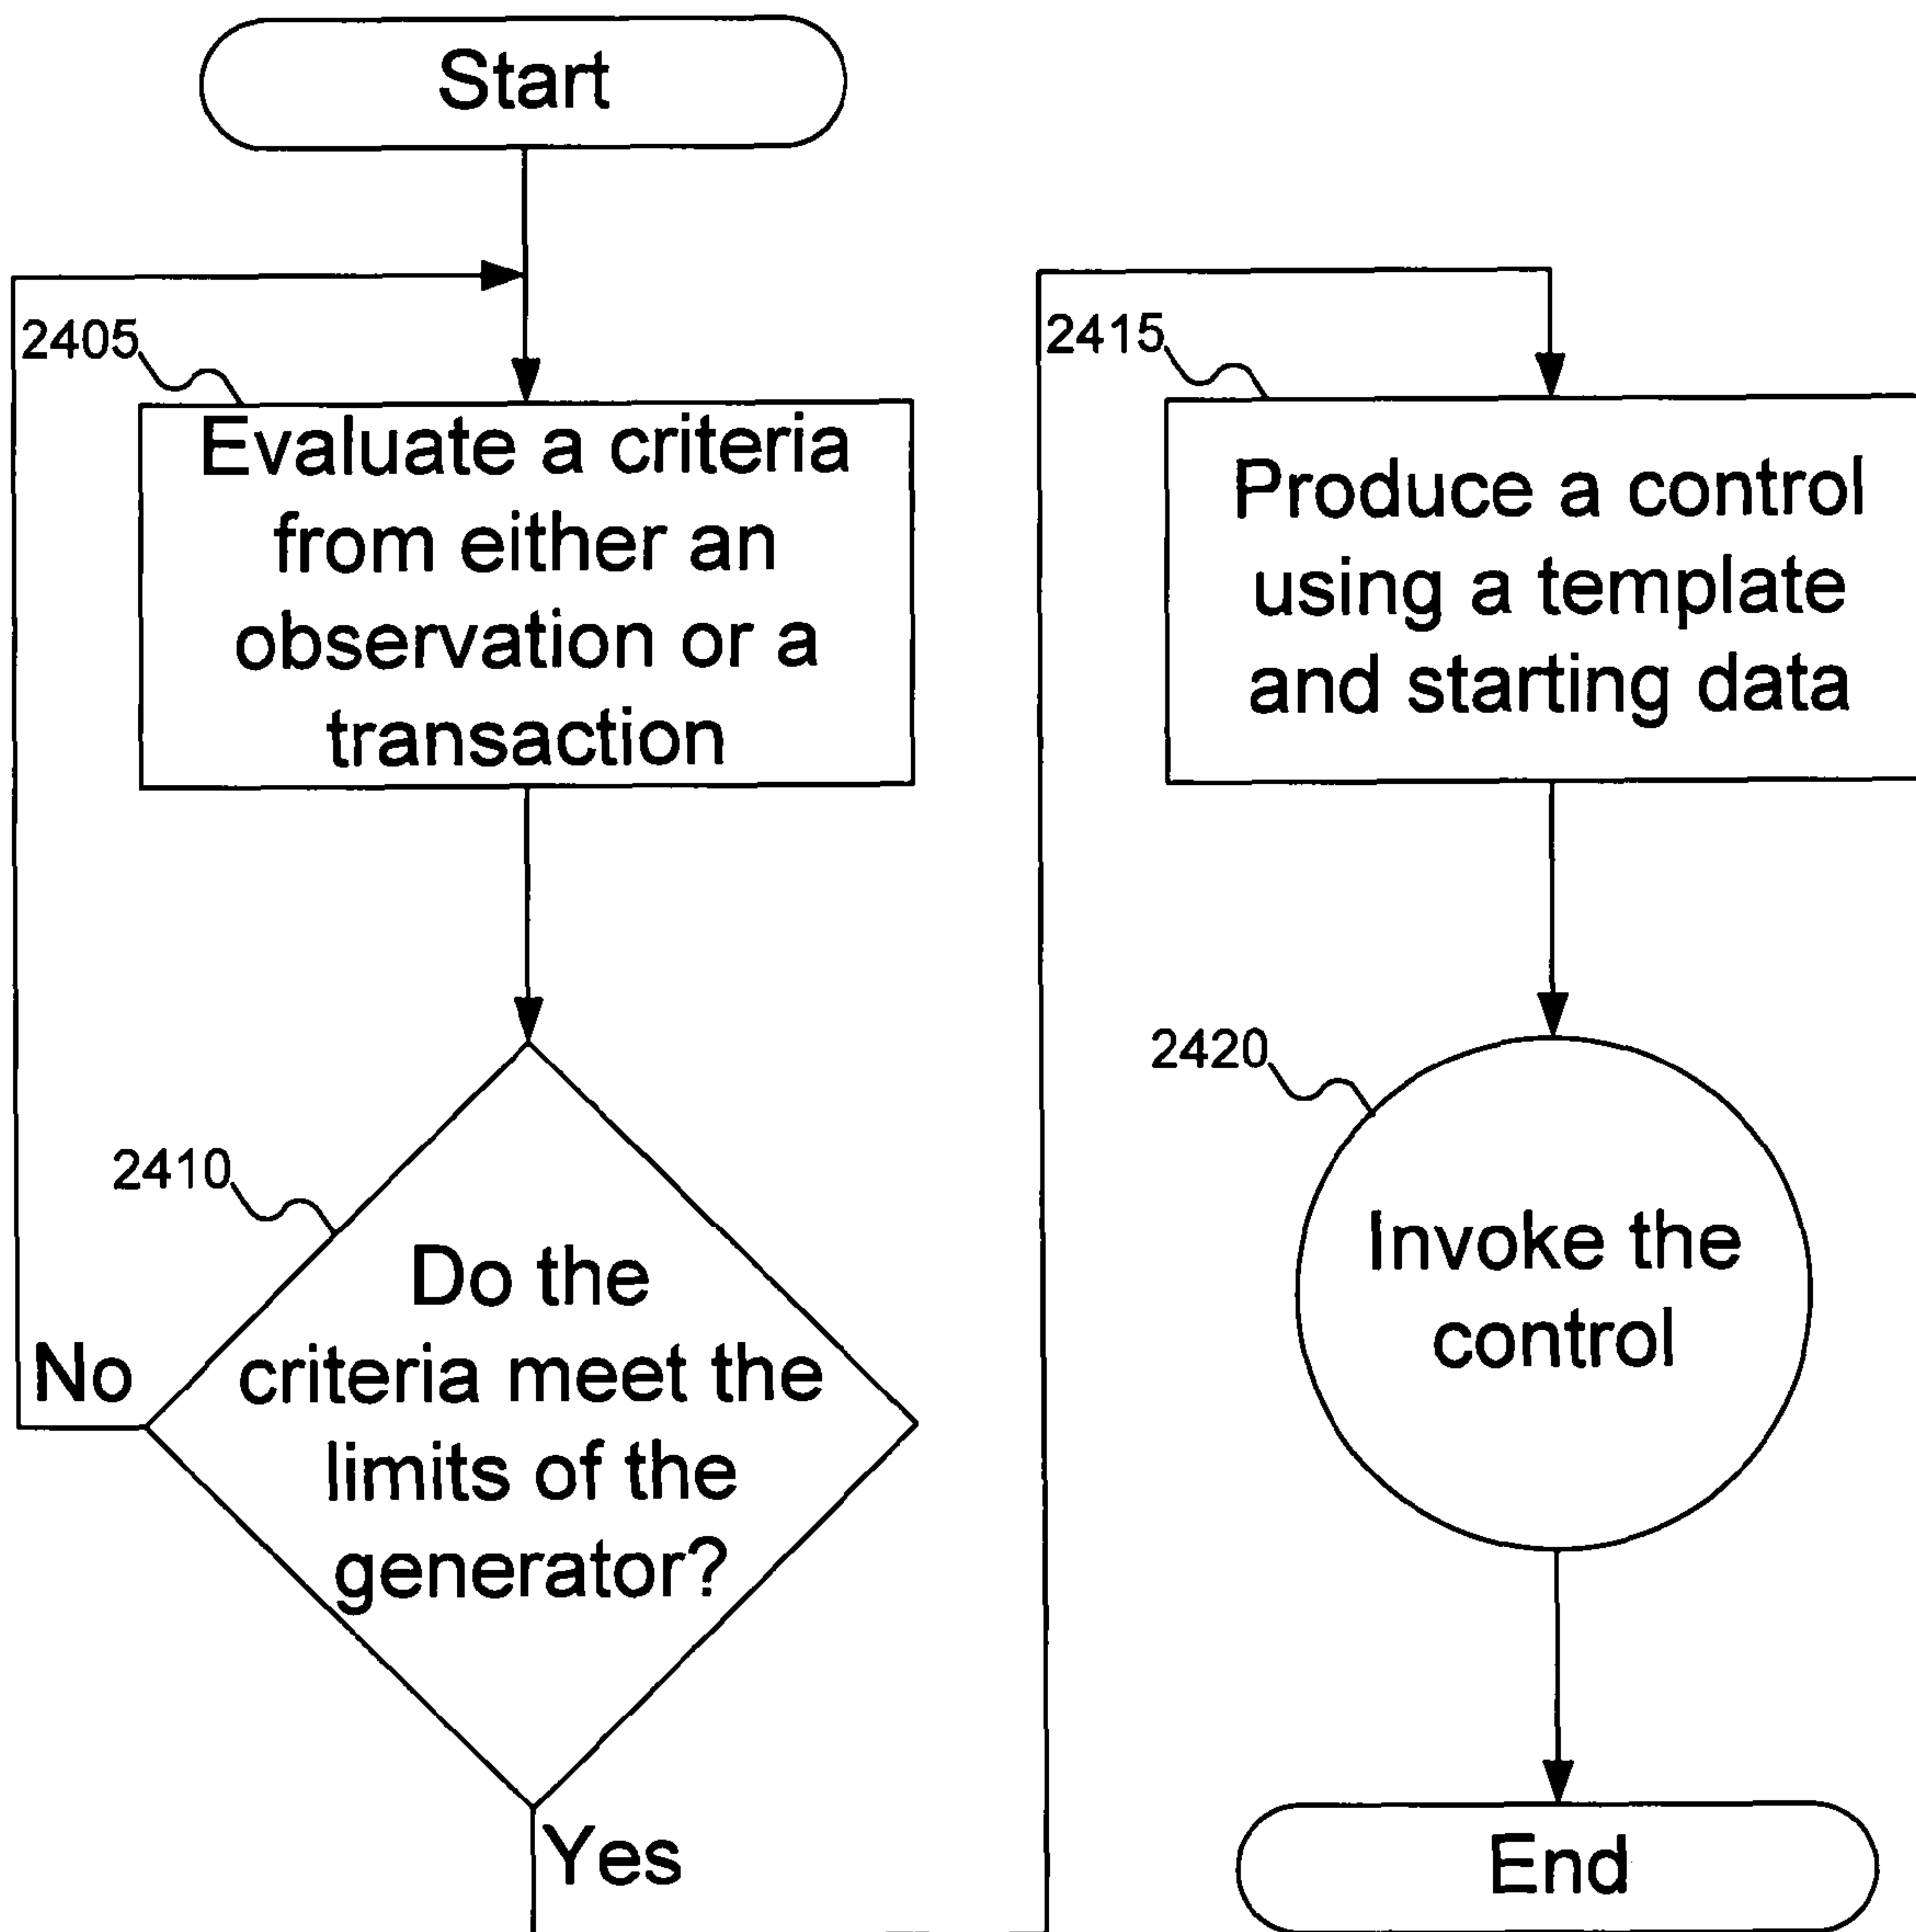 Start
2405
Evaluate a criteria
from either an
observation or a
transaction
2410
Do the
criteria meet the
limits of the
generator?
No
Yes
2415
Produce a control
using a template
and starting data
2420
Invoke the
control
End